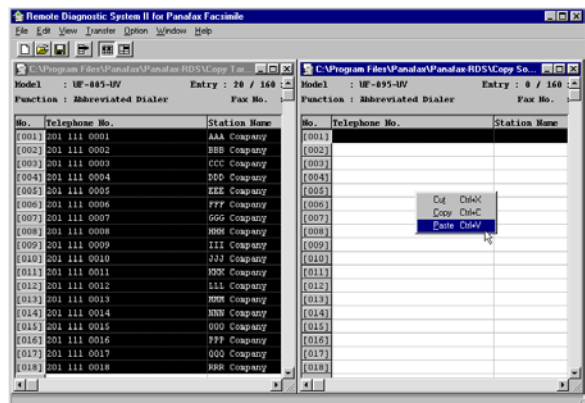 Remote Diagnostic System II for Panafax Facsimile
File Edit View Transfer Option Window Help
C:\Program Files\Panafax\Panafax-RDS\Copy Tar...
Model : UF-885-UV Entry : 20 / 160
Function : Abbreviated Dialer Fax No. :
No. Telephone No. Station Name
[001] 201 111 0001 AAA Company
[002] 201 111 0002 BBB Company
[003] 201 111 0003 CCC Company
[004] 201 111 0004 DDD Company
[005] 201 111 0005 EEE Company
[006] 201 111 0006 FFF Company
[007] 201 111 0007 GGG Company
[008] 201 111 0008 HHH Company
[009] 201 111 0009 III Company
[010] 201 111 0010 JJJ Company
[011] 201 111 0011 KKK Company
[012] 201 111 0012 LLL Company
[013] 201 111 0013 MMM Company
[014] 201 111 0014 NNN Company
[015] 201 111 0015 OOO Company
[016] 201 111 0016 PPP Company
[017] 201 111 0017 QQQ Company
[018] 201 111 0018 RRR Company
C:\Program Files\Panafax\Panafax-RDS\Copy So...
Model : UF-895-UV Entry : 0 / 160
Function : Abbreviated Dialer Fax No. :
No. Telephone No. Station Name
[001]
[002]
[003]
[004]
[005]
[006]
[007]
[008]
[009]
[010]
[011]
[012]
[013]
[014]
[015]
[016]
[017]
[018]
Cut Ctrl+X
Copy Ctrl+C
Paste Ctrl+V